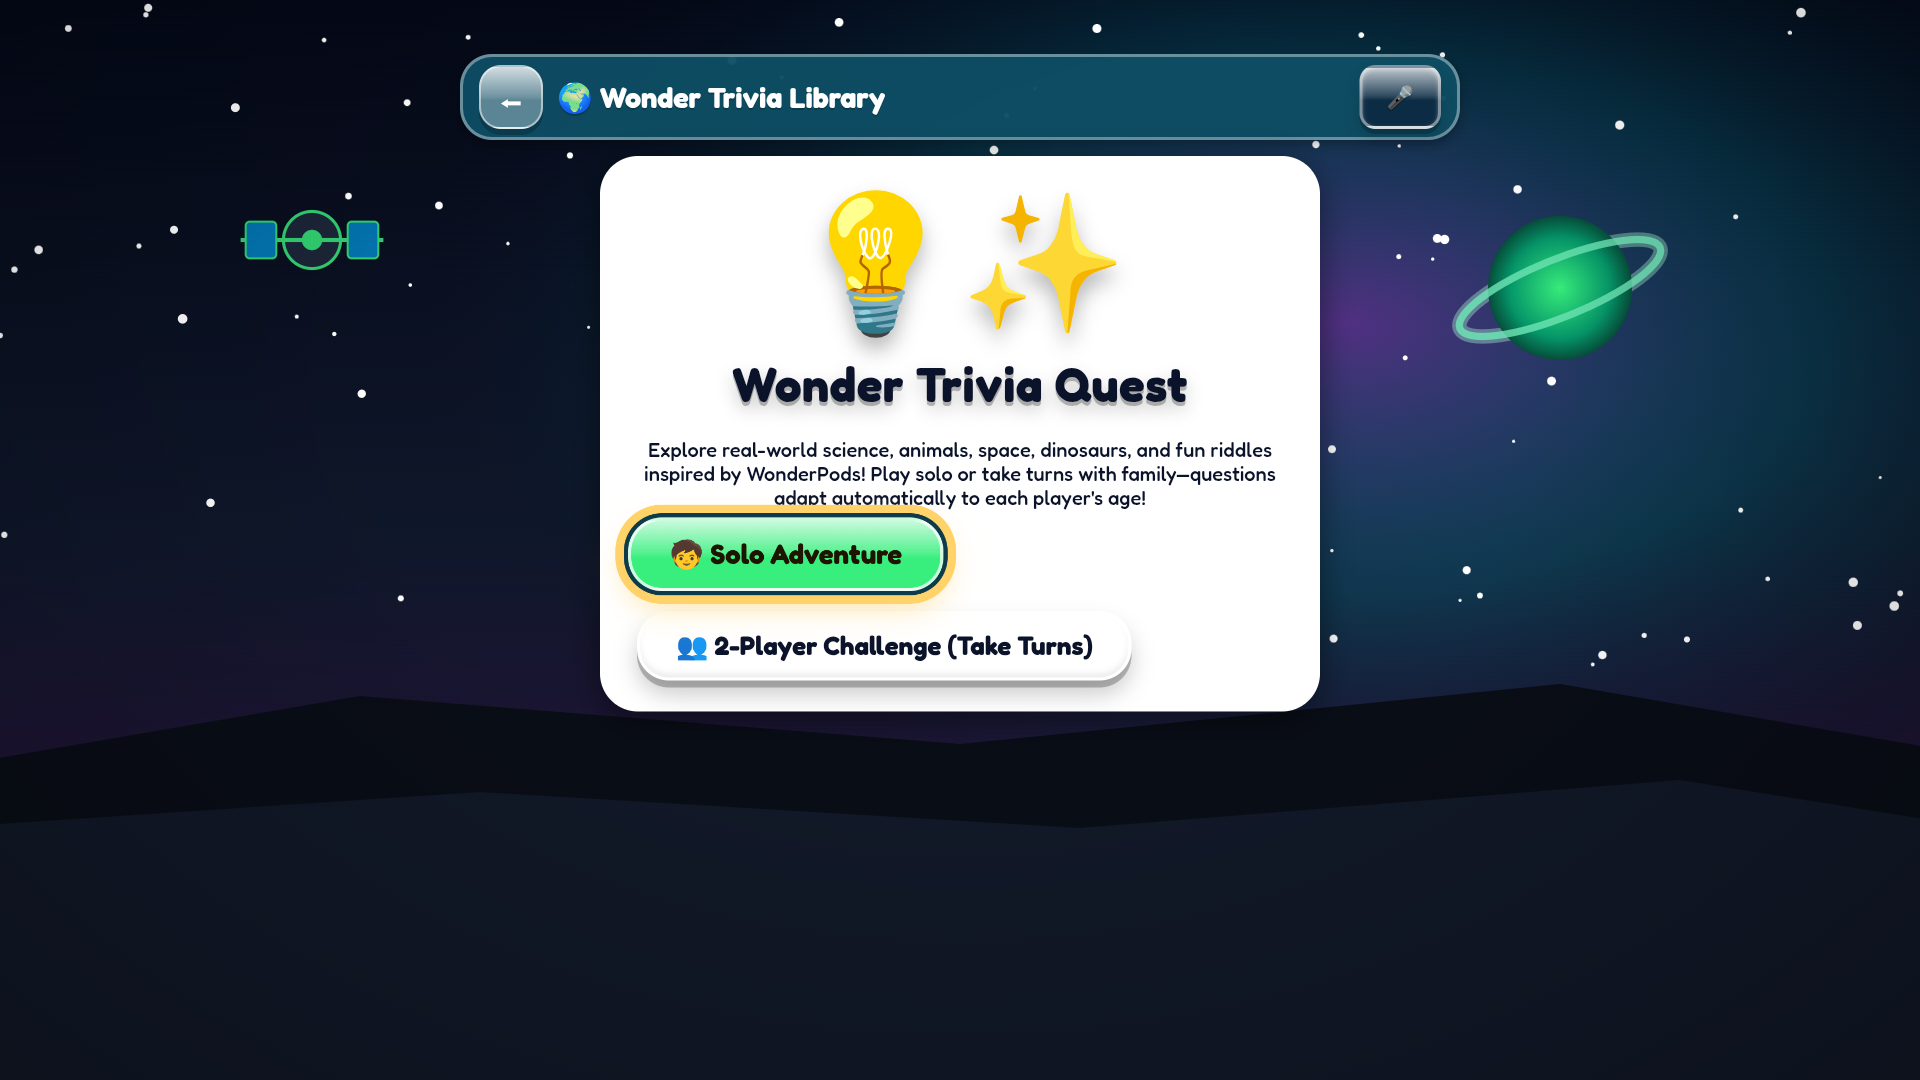 Wonder Trivia Library
Wonder Trivia Quest
Explore real-world science, animals, space, dinosaurs, and fun riddles
inspired by WonderPods! Play solo or take turns with family—questions
adapt automatically to each player's age!
Solo Adventure
2-Player Challenge (Take Turns)